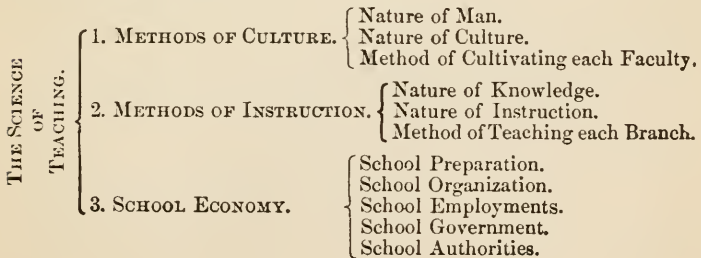 THE SCIENCE
OF
TEACHING.
1. METHODS OF CULTURE.
Nature of Man.
Nature of Culture.
Method of Cultivating each Faculty.
2. METHODS OF INSTRUCTION.
Nature of Knowledge.
Nature of Instruction.
Method of Teaching each Branch.
3. SCHOOL ECONOMY.
School Preparation.
School Organization.
School Employments.
School Government.
School Authorities.